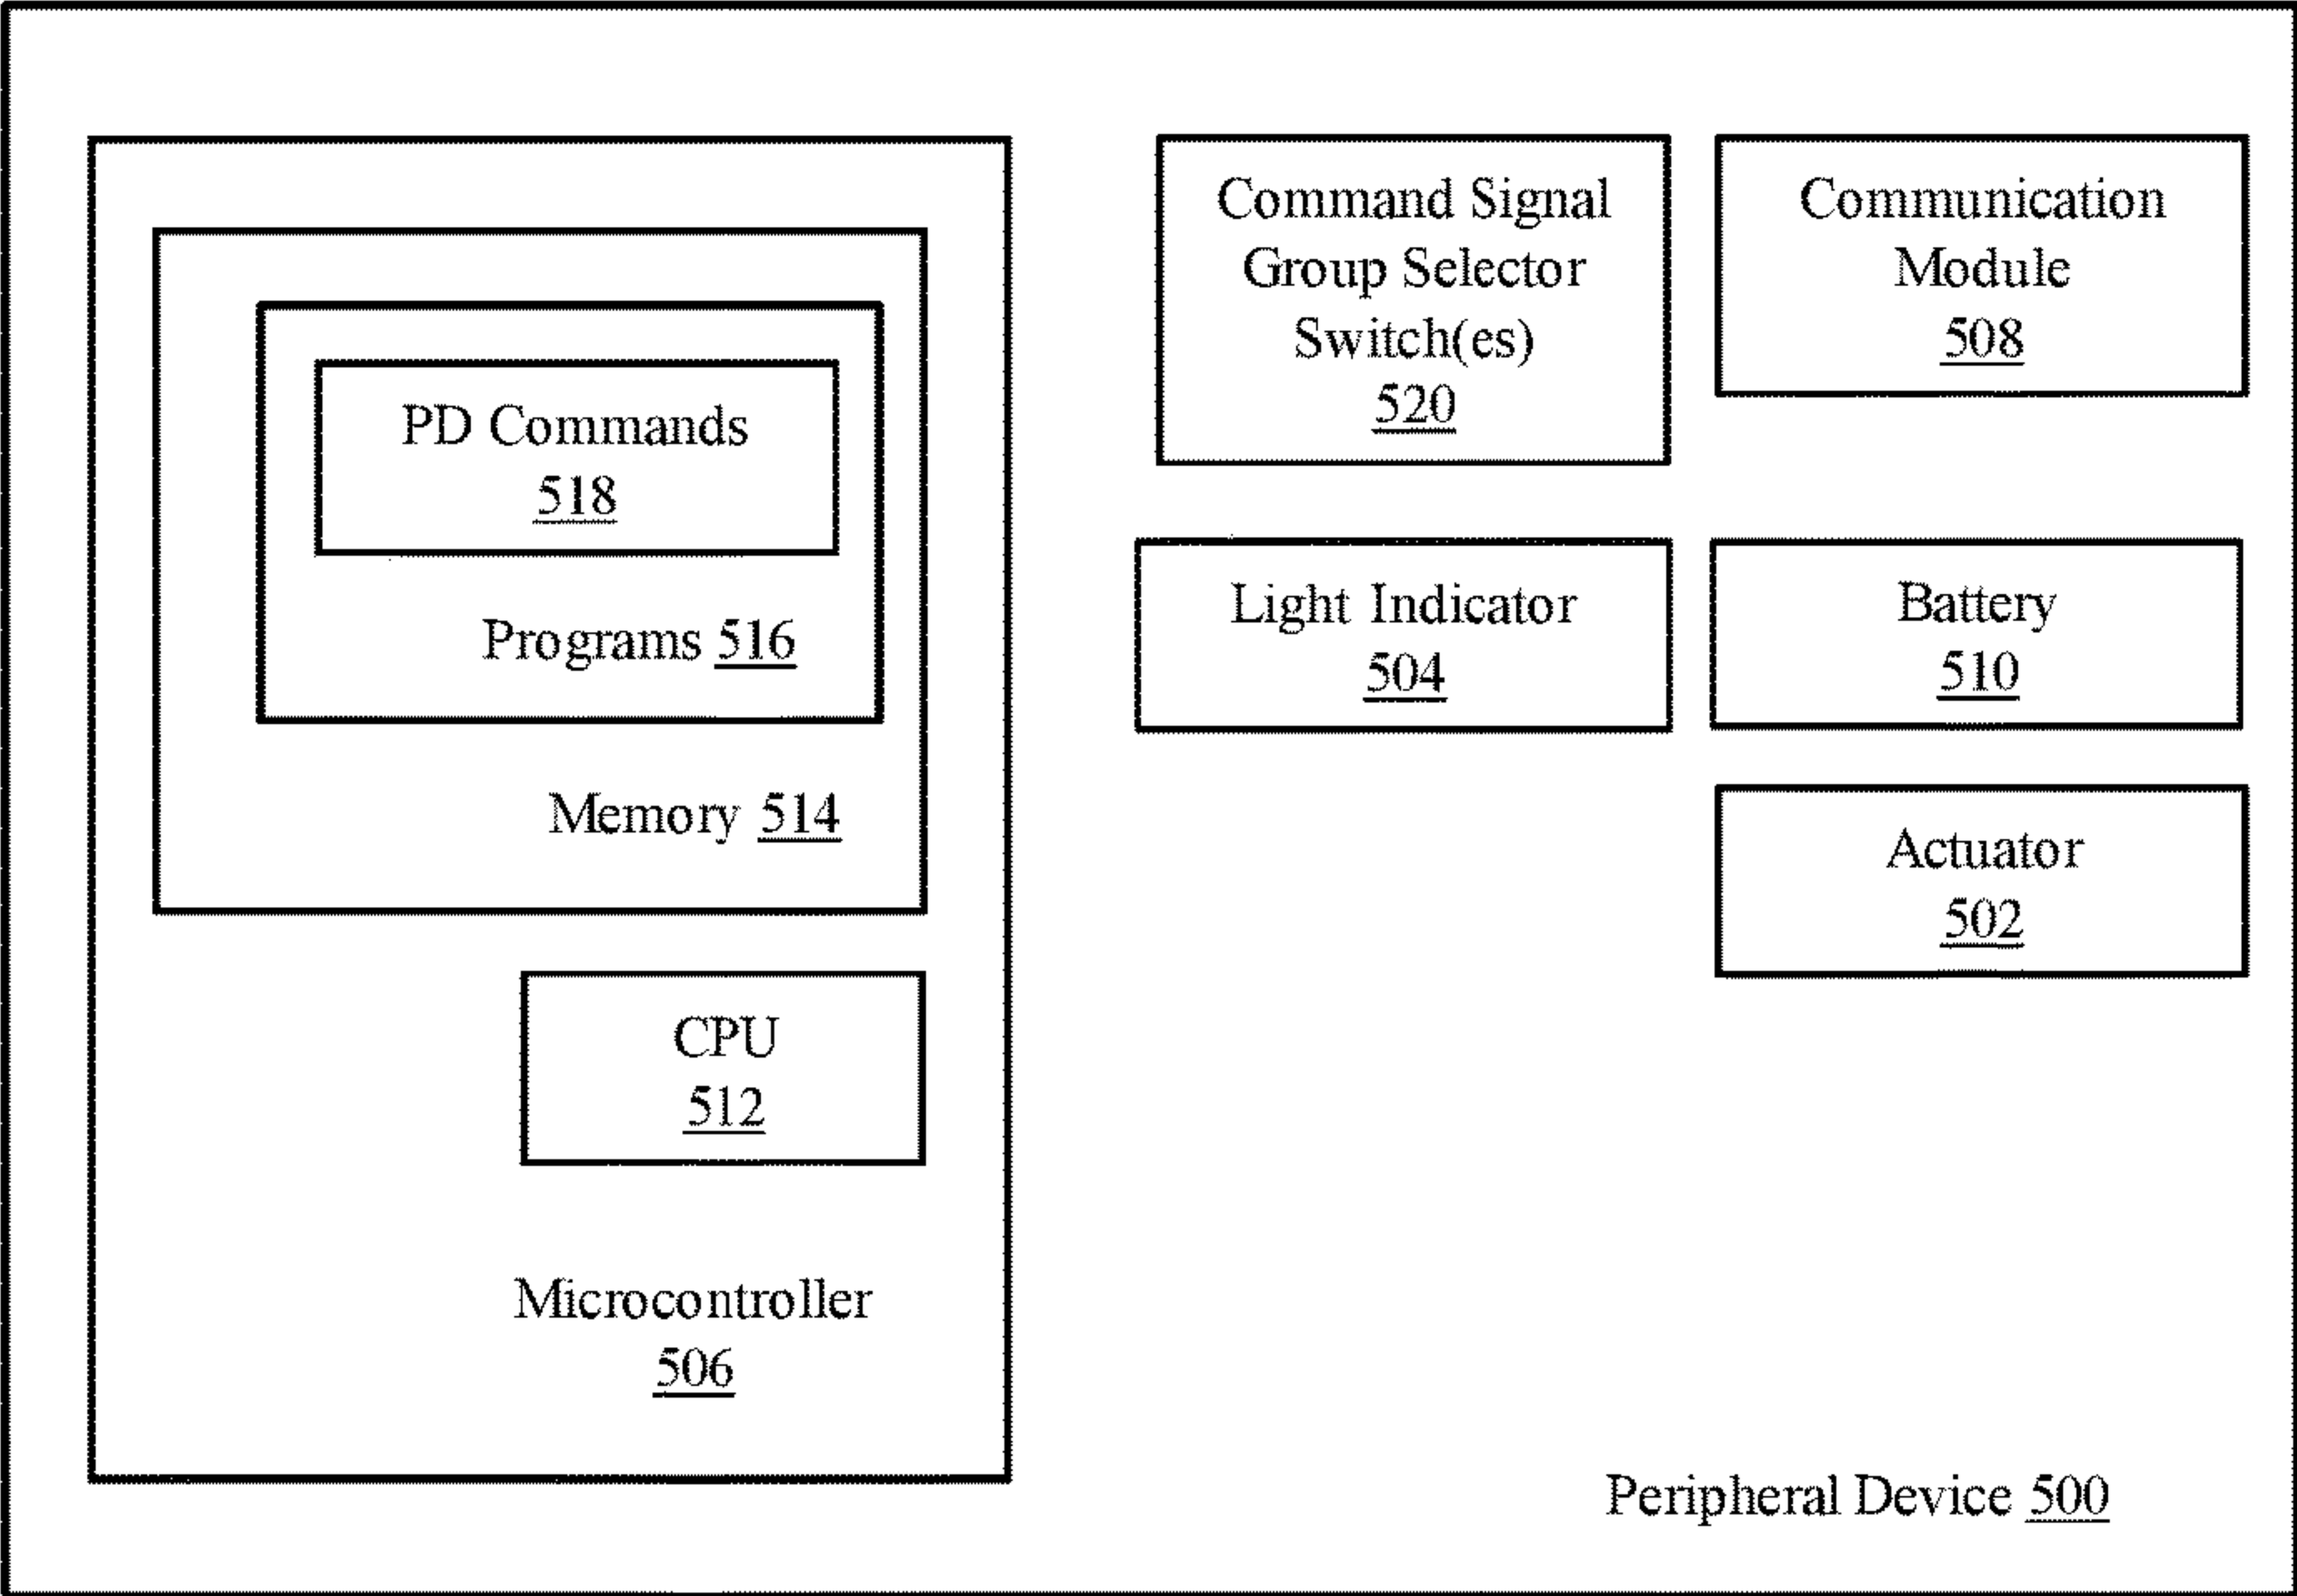 PD Commands
518
Programs 516
Memory 514
CPU
512
Microcontroller
506
Command Signal
Group Selector
Switch(es)
520
Communication
Module
508
Light Indicator
504
Battery
510
Actuator
502
Peripheral Device 500